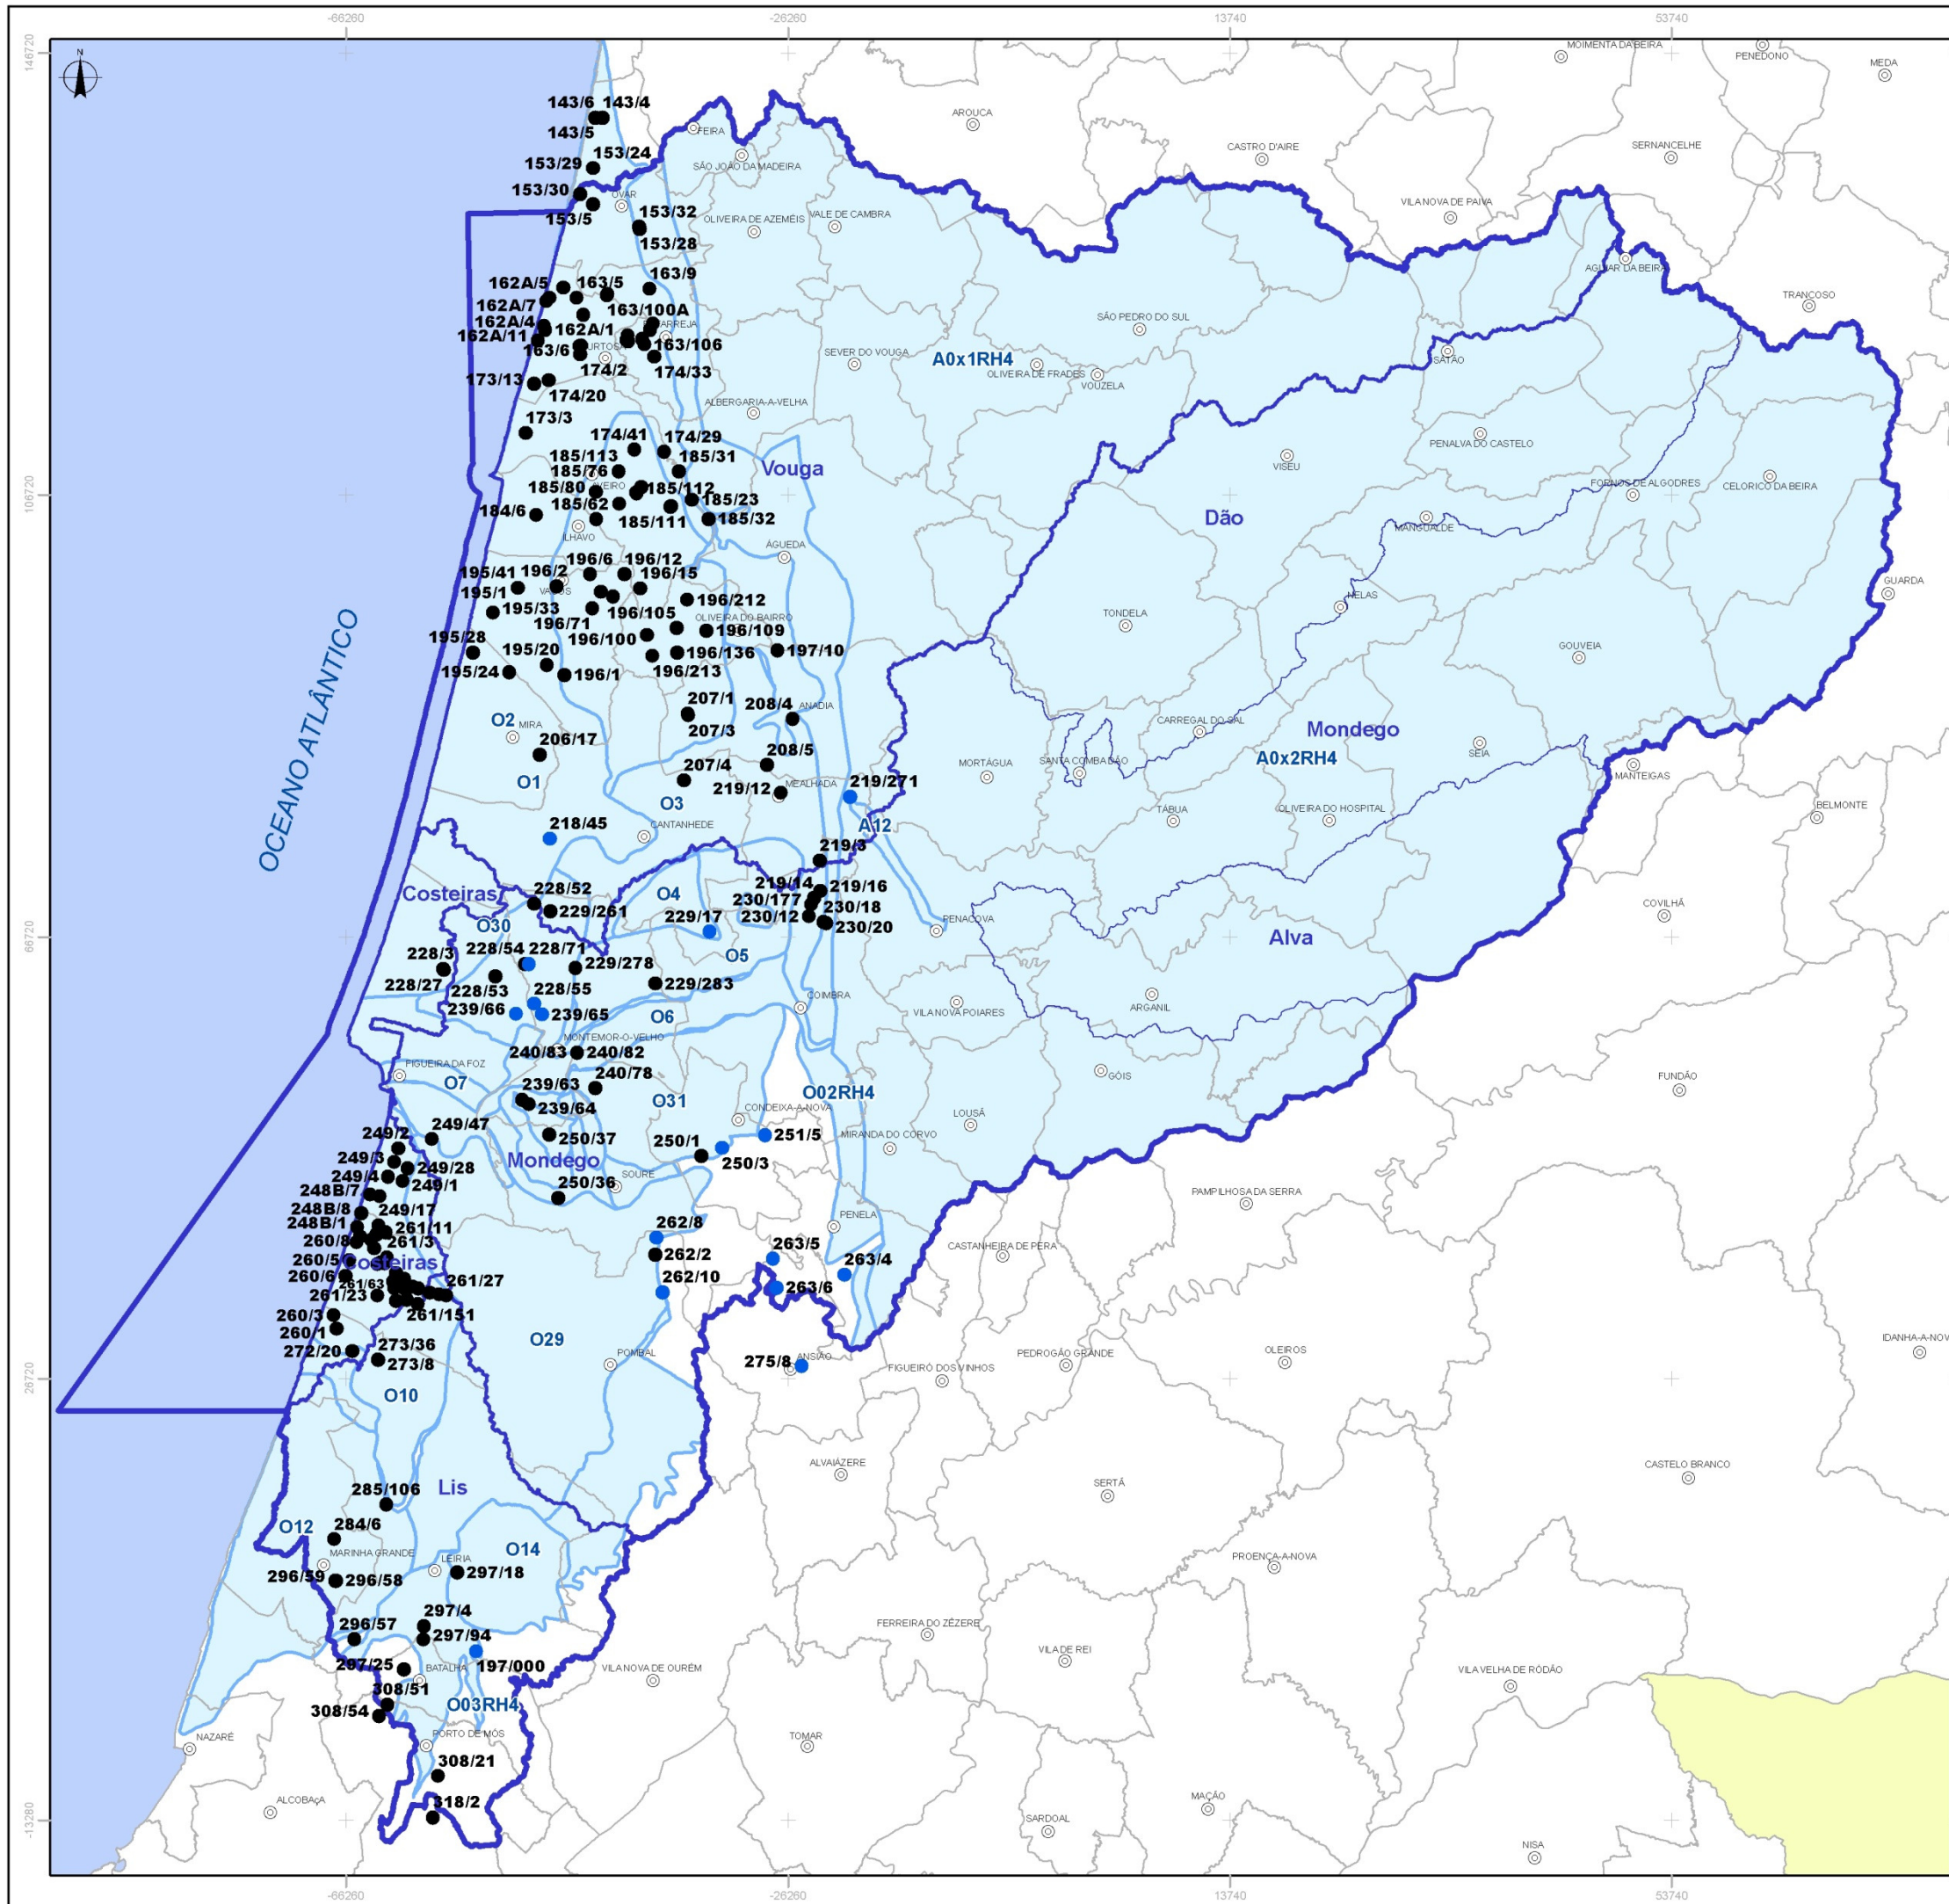 -66260
-26260
13740
53740
146720
106720
66720
26720
-13280
N
MOIMENTA DA BEIRA
PENEDONO
MEDA
143/6
143/4
143/5
FEIRA
AROUCA
153/29
153/24
SÃO JOÃO DA MADEIRA
CASTRO D'AIRE
SERNANCELHE
153/30
OVAR
153/5
153/32
153/28
OLIVEIRA DE AZEMÉIS
VALE DE CAMBRA
VILA NOVA DE PAIVA
AGUIAR DA BEIRA
TRANCOSO
163/9
162A/5
163/5
162A/7
163/100A
162A/4
162A/1
162A/11
163/6
163/106
SÃO PEDRO DO SUL
174/2
174/33
SEVER DO VOUGA
A0x1RH4
OLIVEIRA DE FRADES
VOUZELA
SATÃO
173/13
174/20
ALBERGARIA-A-VELHA
173/3
174/41
174/29
185/113
185/31
185/76
Vouga
VISEU
PENALVA DO CASTELO
185/80
185/112
185/62
185/23
FORNOS DE ALGODRES
CELORICO DA BEIRA
184/6
185/111
185/32
Dão
MANGUALDE
ILHAVO
ÁGUEDA
195/41
196/2
196/6
196/12
195/1
196/15
GUARDA
195/33
196/212
196/71
196/105
OLIVEIRA DO BAIRRO
NELAS
TONDELA
195/28
196/100
196/109
195/20
196/136
197/10
GOUVEIA
195/24
196/1
196/213
OCEANO ATLÂNTICO
207/1
208/4
ANADIA
O2
MIRA
207/3
CARREGAL DO SAL
Mondego
SEIA
206/17
208/5
A0x2RH4
O1
207/4
MORTÁGUA
SANTA COMBA DÃO
MANTEIGAS
219/12
MEALHADA
219/271
O3
TÁBUA
OLIVEIRA DO HOSPITAL
BELMONTE
218/45
CANTANHEDE
A12
219/3
Costeiras
228/52
O4
219/14
219/16
229/261
230/177
230/18
COVILHÃ
O30
229/17
230/12
230/20
PENACOVA
Alva
228/3
228/54
228/71
O5
228/27
229/278
228/53
228/55
229/283
ARGANIL
239/66
239/65
O6
COIMBRA
VILA NOVA POIARES
MONTEMOR-O-VELHO
240/83
240/82
FIGUEIRA DA FOZ
240/78
GÓIS
FUNDÃO
O7
239/63
239/64
O31
O02RH4
CONDEIXA-A-NOVA
LOUSÃ
249/2
249/47
250/37
250/1
251/5
MIRANDA DO CORVO
249/3
Mondego
250/3
249/4
249/28
SOURE
249/1
248B/7
250/36
PAMPILHOSA DA SERRA
248B/8
249/17
248B/1
261/11
262/8
PENELA
260/8
261/3
262/2
263/5
CASTANHEIRA DE PERA
260/5
Costeiras
263/4
260/6
261/63
261/27
262/10
263/6
261/23
261/151
260/3
260/1
O29
272/20
273/36
273/8
POMBAL
275/8
ANSIÃO
PEDROGÃO GRANDE
OLEIROS
IDANHA-A-NOV
FIGUEIRÓ DOS VINHOS
O10
ALVAIÁZERE
SERTÃ
CASTELO BRANCO
Lis
285/106
O12
284/6
O14
MARINHA GRANDE
LEIRIA
PROENÇA-A-NOVA
296/59
296/58
297/18
296/57
297/4
FERREIRA DO ZÊZERE
297/94
VILA DE REI
297/25
BATALHA
197/000
VILA NOVA DE OURÉM
VILA VELHA DE RÓDÃO
308/51
O03RH4
308/54
NAZARÉ
PORTO DE MÓS
TOMAR
308/21
ALCOBAçA
318/2
MAÇÃO
SARDOAL
NISA
-66260
-26260
13740
53740